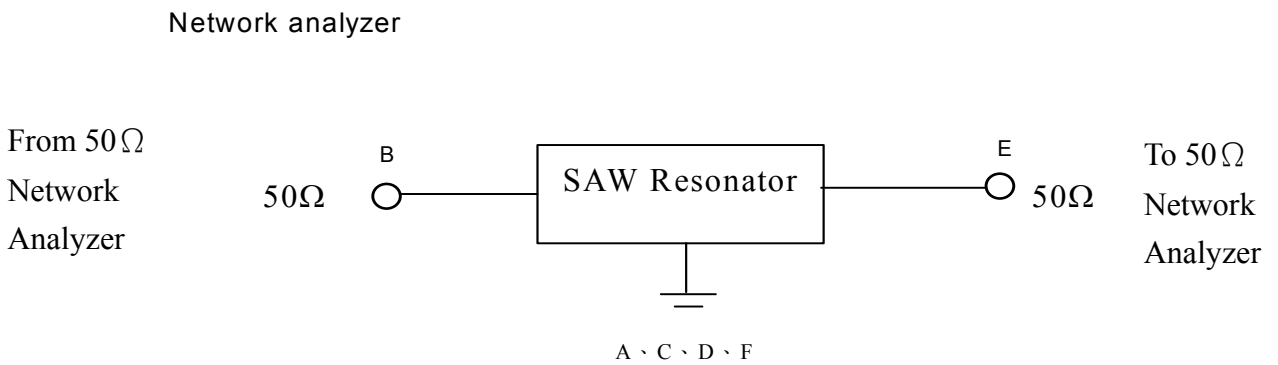 Network analyzer
From 50Ω
Network
Analyzer
50Ω
B
SAW Resonator
E
50Ω
To 50Ω
Network
Analyzer
A、C、D、F